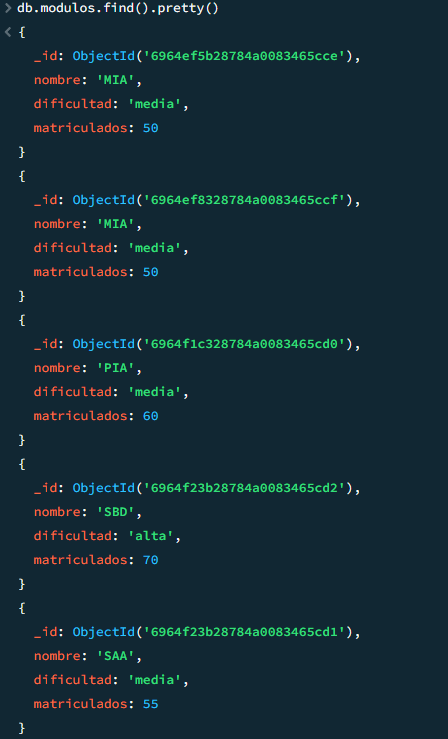 > db.modulos.find().pretty()
< {
_id: ObjectId('6964ef5b28784a0083465cce'),
nombre: 'MIA',
dificultad: 'media',
matriculados: 50
}
{
_id: ObjectId('6964ef8328784a0083465ccf'),
nombre: 'MIA',
dificultad: 'media',
matriculados: 50
}
{
_id: ObjectId('6964f1c328784a0083465cd0'),
nombre: 'PIA',
dificultad: 'media',
matriculados: 60
}
{
_id: ObjectId('6964f23b28784a0083465cd2'),
nombre: 'SBD',
dificultad: 'alta',
matriculados: 70
}
{
_id: ObjectId('6964f23b28784a0083465cd1'),
nombre: 'SAA',
dificultad: 'media',
matriculados: 55
}